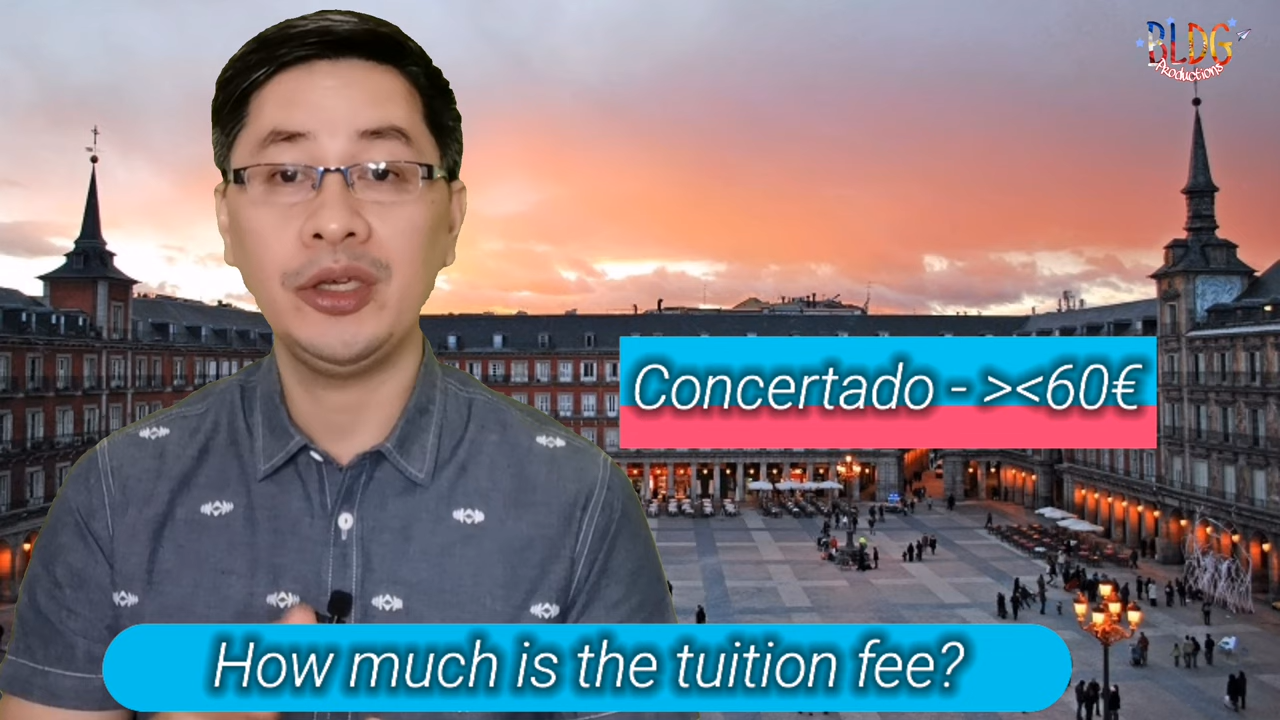 BLDG
Productions
Concertado - ><60€
How much is the tuition fee?